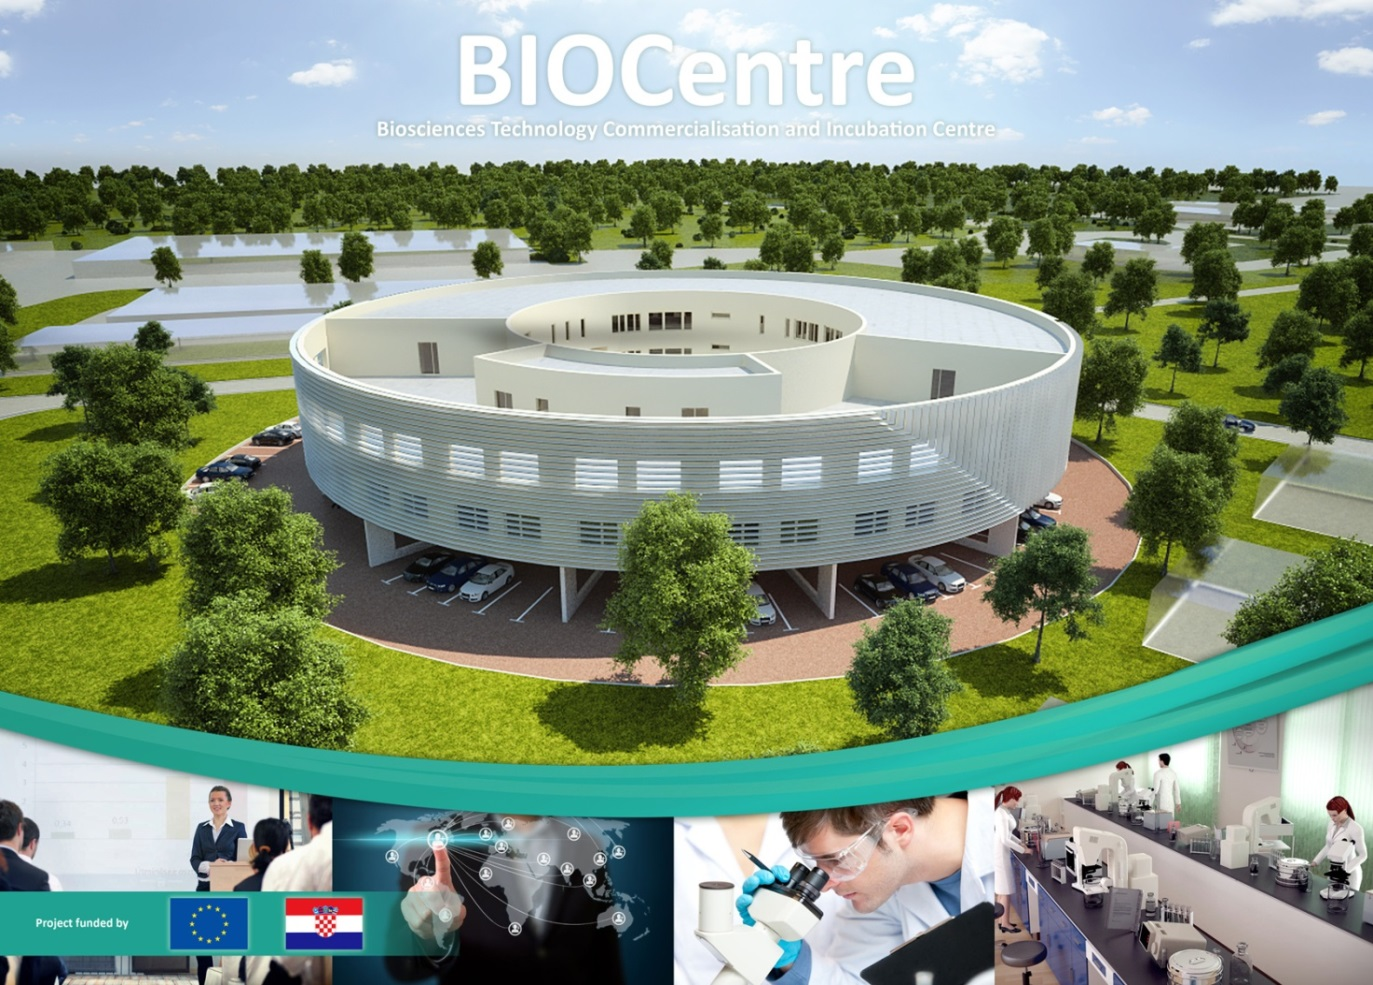 BIOCentre
Biosciences Technology Commercialisation and Incubation Centre
Project funded by